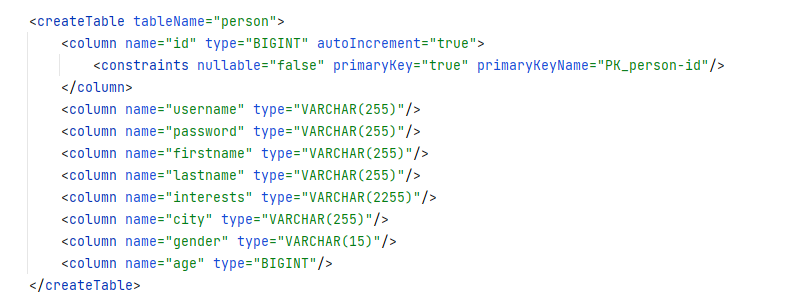 <createTable tableName="person">
<column name="id" type="BIGINT" autoIncrement="true">
<constraints nullable="false" primaryKey="true" primaryKeyName="PK_person-id"/>
</column>
<column name="username" type="VARCHAR(255)"/>
<column name="password" type="VARCHAR(255)"/>
<column name="firstname" type="VARCHAR(255)"/>
<column name="lastname" type="VARCHAR(255)"/>
<column name="interests" type="VARCHAR(2255)"/>
<column name="city" type="VARCHAR(255)"/>
<column name="gender" type="VARCHAR(15)"/>
<column name="age" type="BIGINT"/>
</createTable>